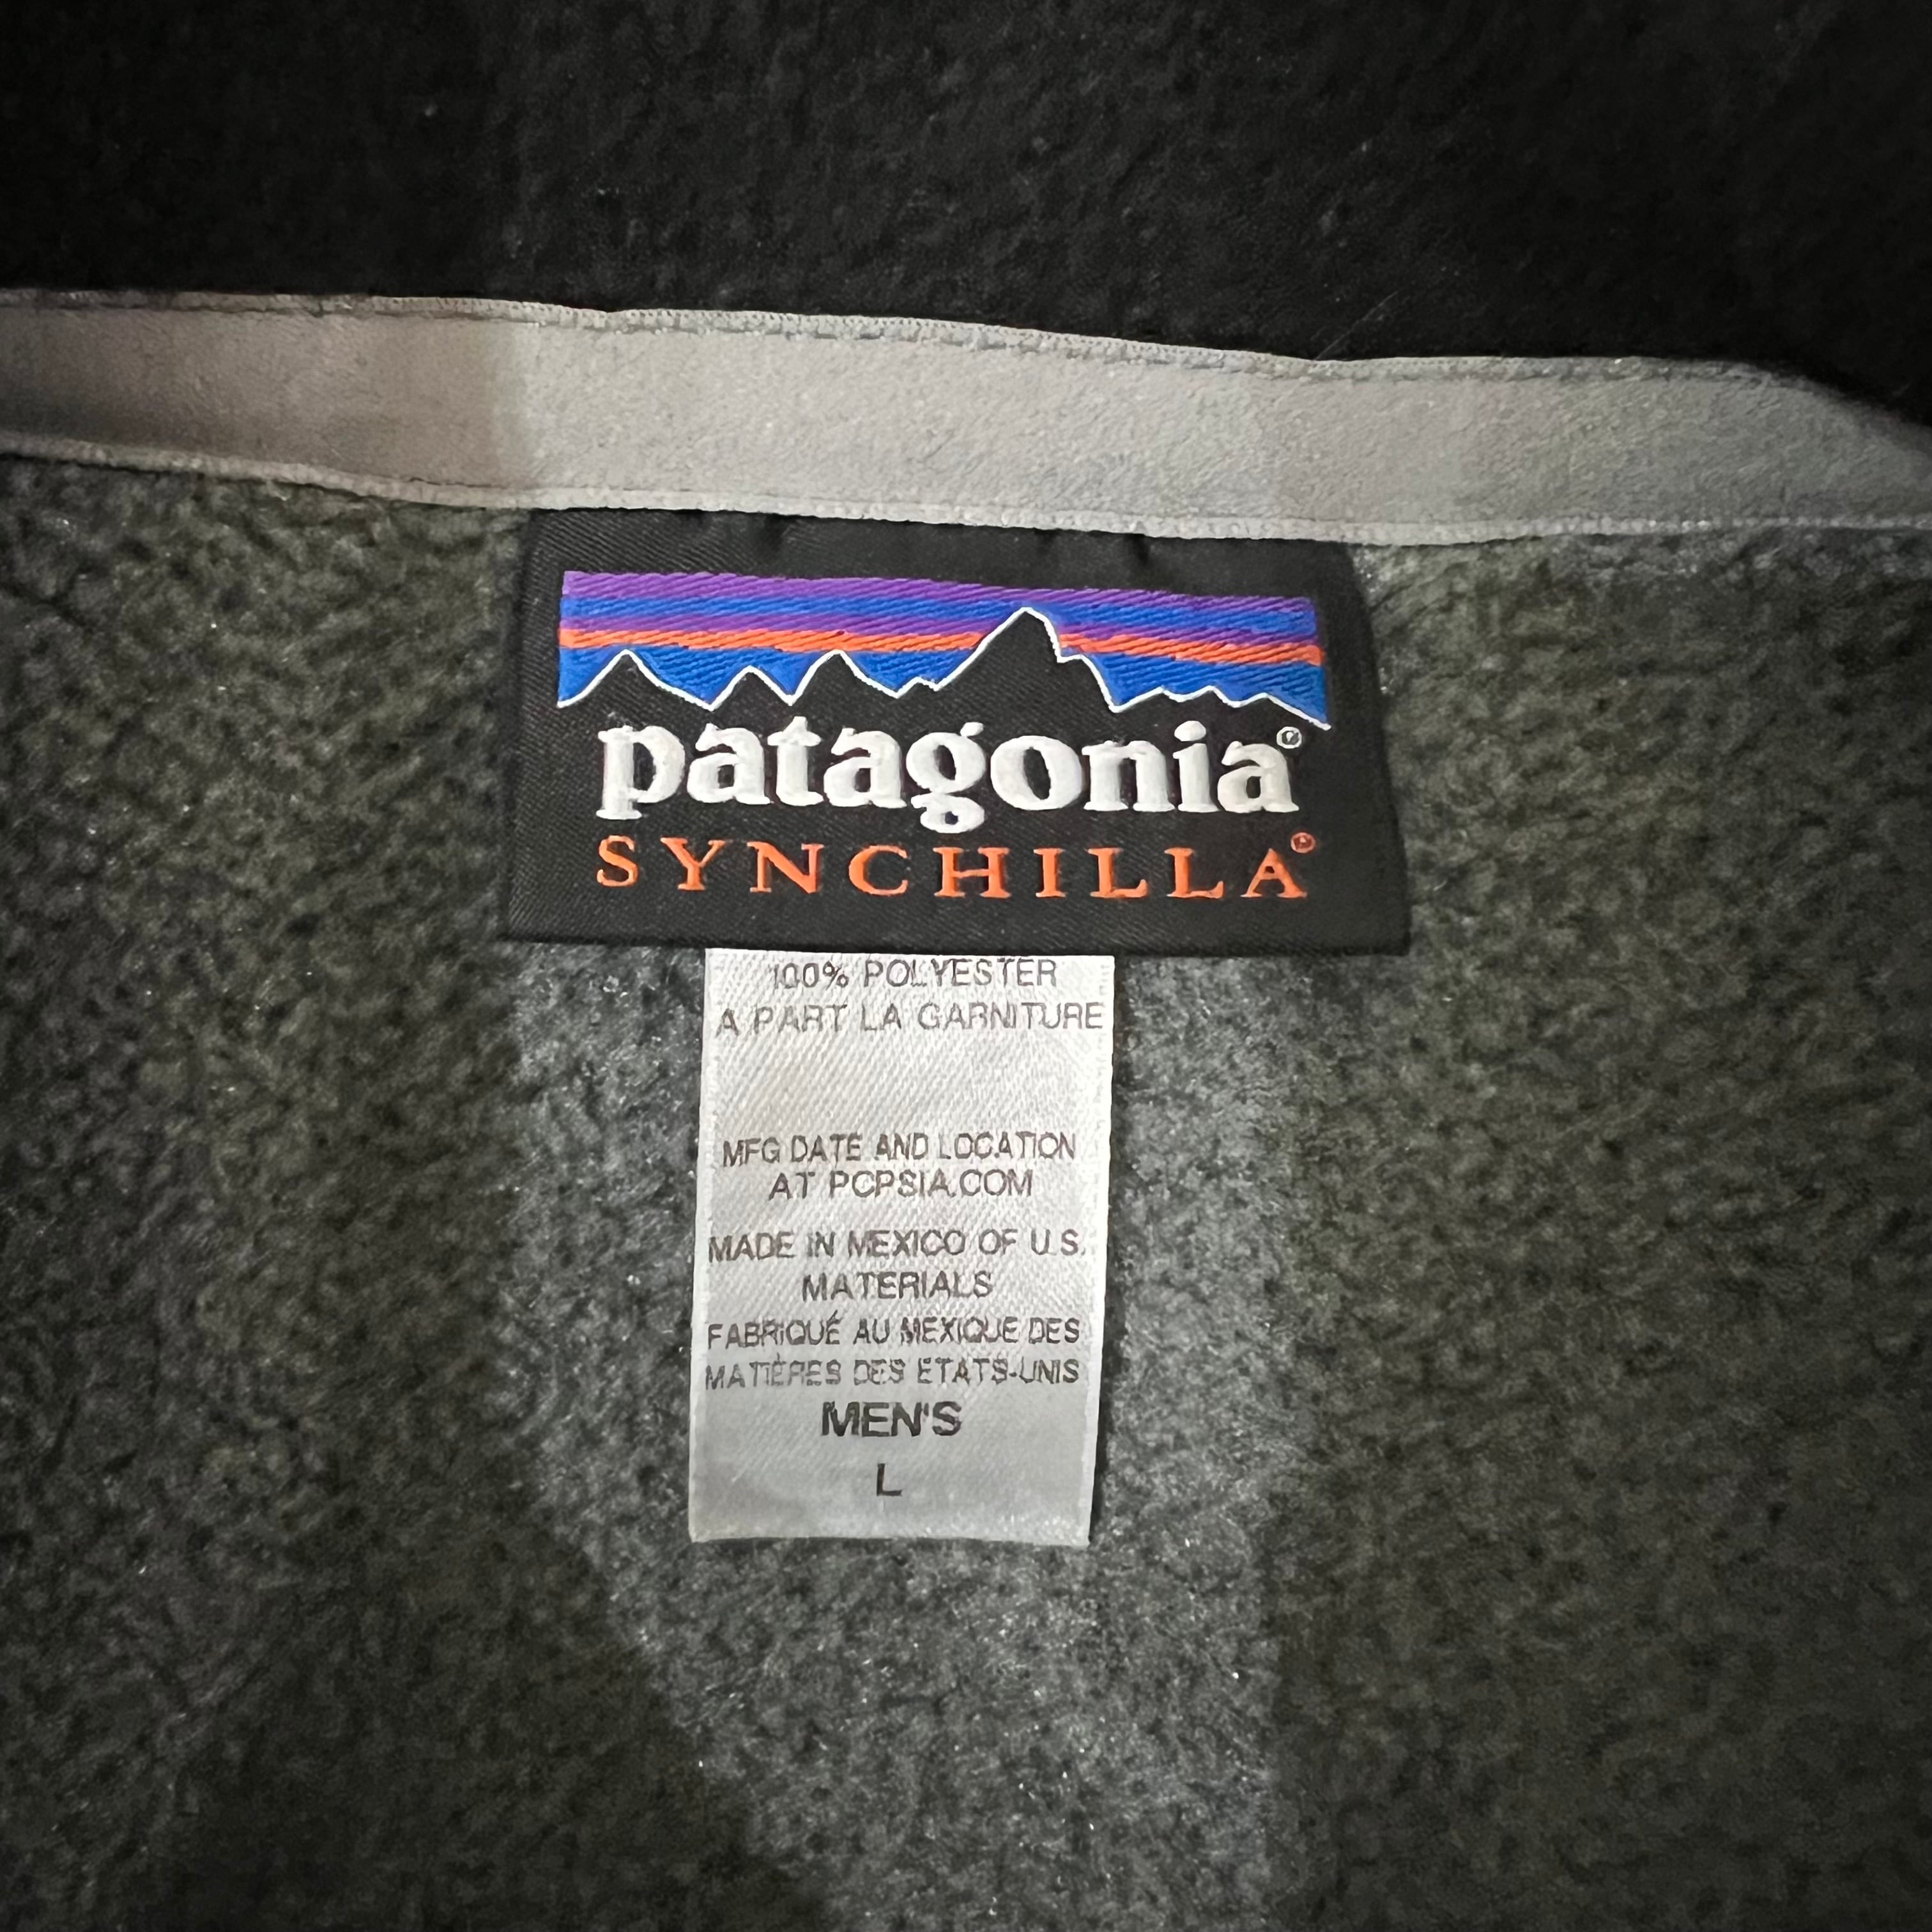 patagonia®
SYNCHILLA®
100% POLYESTER
A PART LA GARNITURE
MFG DATE AND LOCATION
AT PCPSIA.COM
MADE IN MEXICO OF U.S.
MATERIALS
FABRIQUÉ AU MEXIQUE DES
MATIÈRES DES ETATS-UNIS
MEN'S
L